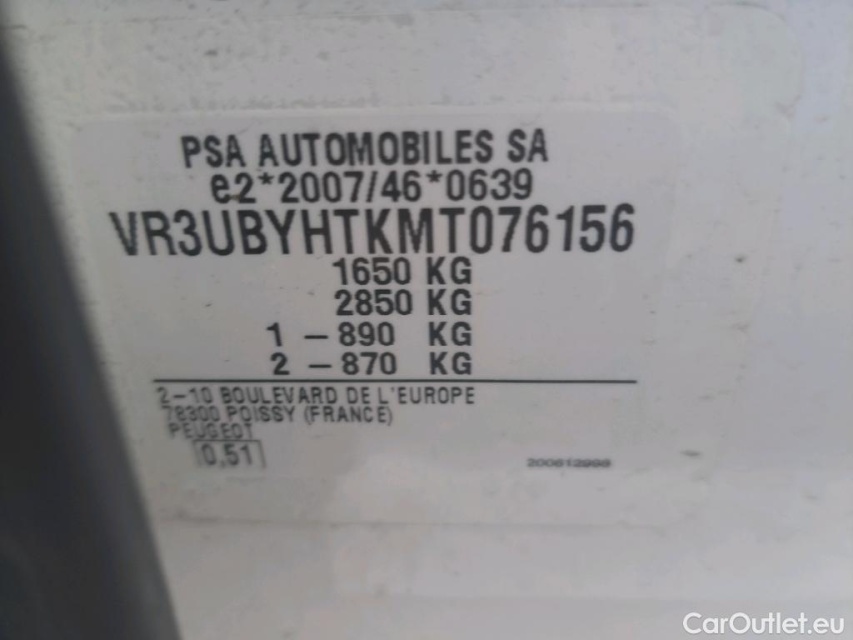 PSA AUTOMOBILES SA
e2*2007/46*0639
VR3UBYHTKMT076156
1650 KG
2850 KG
1 – 890 KG
2 – 870 KG
2–10 BOULEVARD DE L'EUROPE
78300 POISSY (FRANCE)
PEUGEOT
0,51
CarOutlet.eu